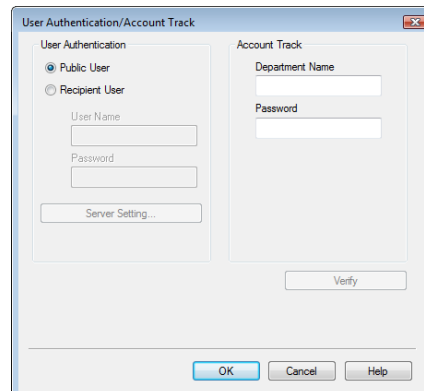 User Authentication/Account Track
User Authentication
Public User
Recipient User
User Name
Password
Server Setting...
Account Track
Department Name
Password
Verify
OK
Cancel
Help